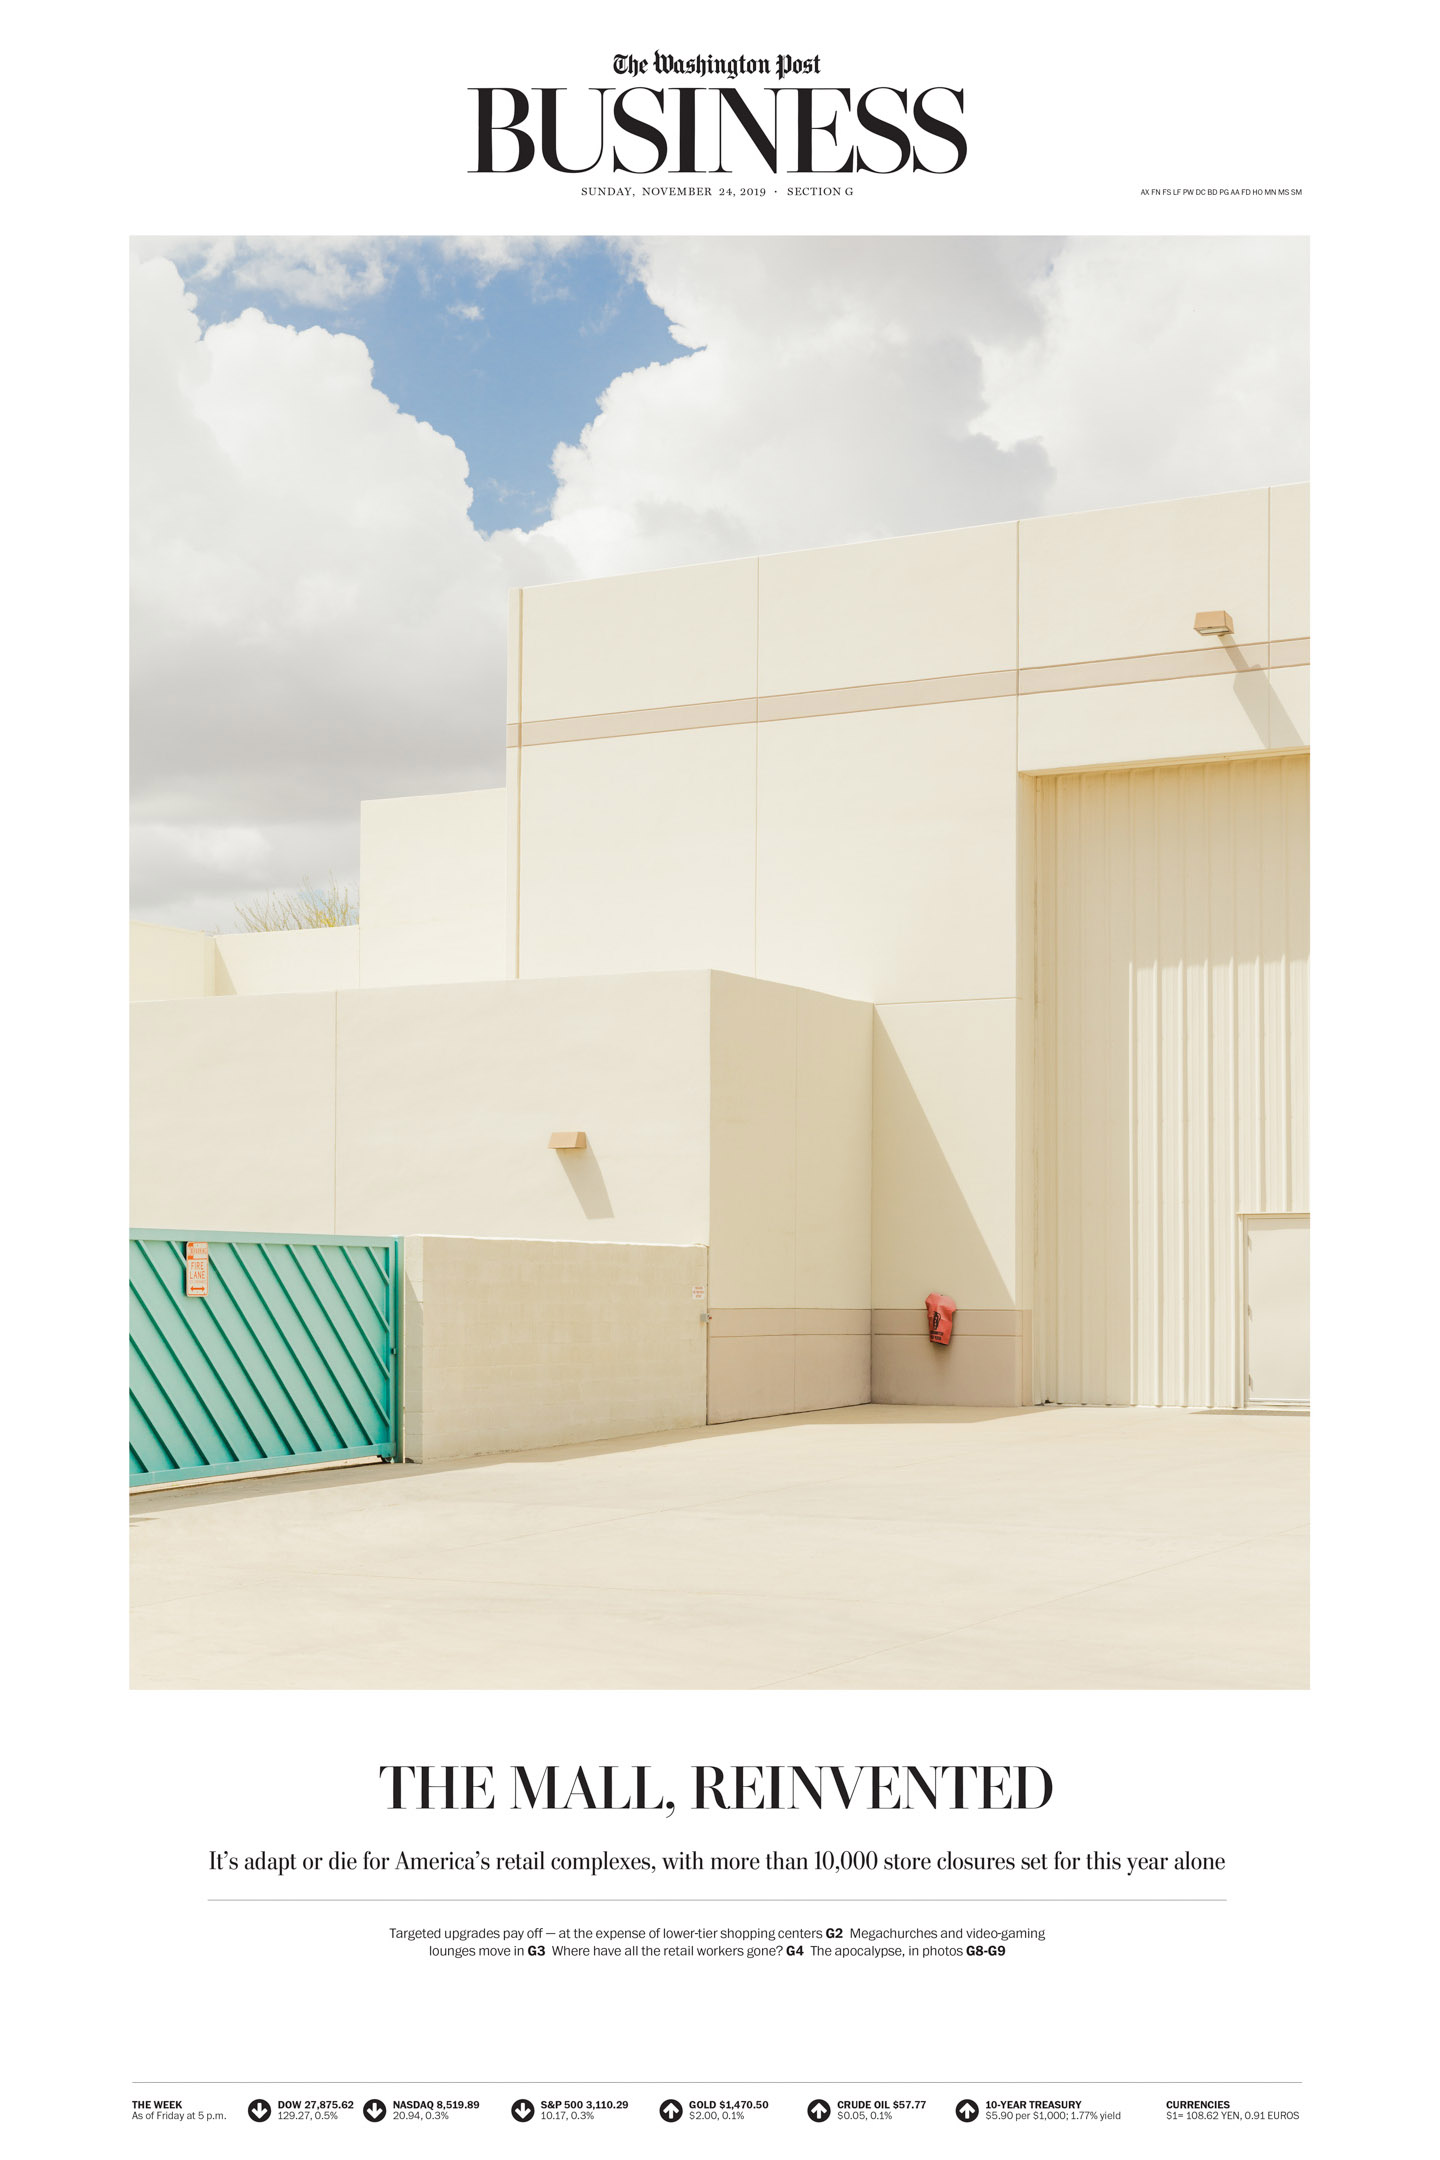 The Washington Post
BUSINESS
SUNDAY, NOVEMBER 24, 2019 · SECTION G
AX FN FS LF PW DC BD PG AA FD HO MN MS SM
FIRE
LANE
THE MALL, REINVENTED
It’s adapt or die for America’s retail complexes, with more than 10,000 store closures set for this year alone
Targeted upgrades pay off — at the expense of lower-tier shopping centers G2 Megachurches and video-gaming
lounges move in G3 Where have all the retail workers gone? G4 The apocalypse, in photos G8-G9
THE WEEK
As of Friday at 5 p.m.
DOW 27,875.62
129.27, 0.5%
NASDAQ 8,519.89
20.94, 0.3%
S&P 500 3,110.29
10.17, 0.3%
GOLD $1,470.50
$2.00, 0.1%
CRUDE OIL $57.77
$0.05, 0.1%
10-YEAR TREASURY
$5.90 per $1,000; 1.77% yield
CURRENCIES
$1= 108.62 YEN, 0.91 EUROS